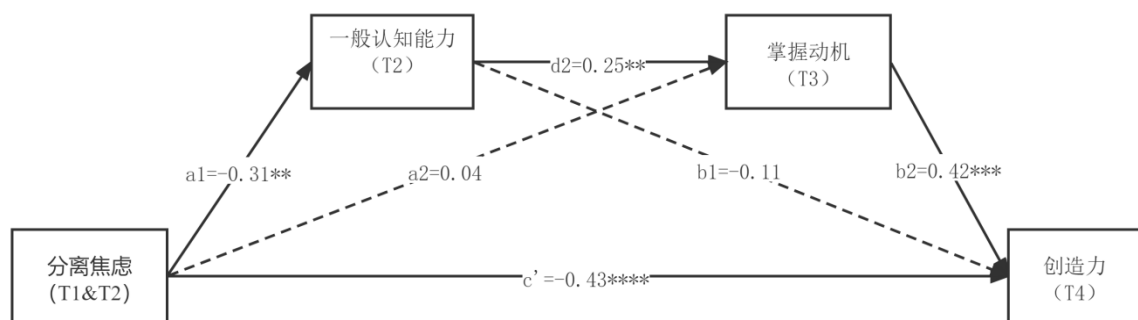 一般认知能力
（T2）
d2=0.25**
掌握动机
（T3）
a1=-0.31**
a2=0.04
b1=-0.11
b2=0.42***
分离焦虑
(T1&T2)
c'=-0.43****
创造力
（T4）